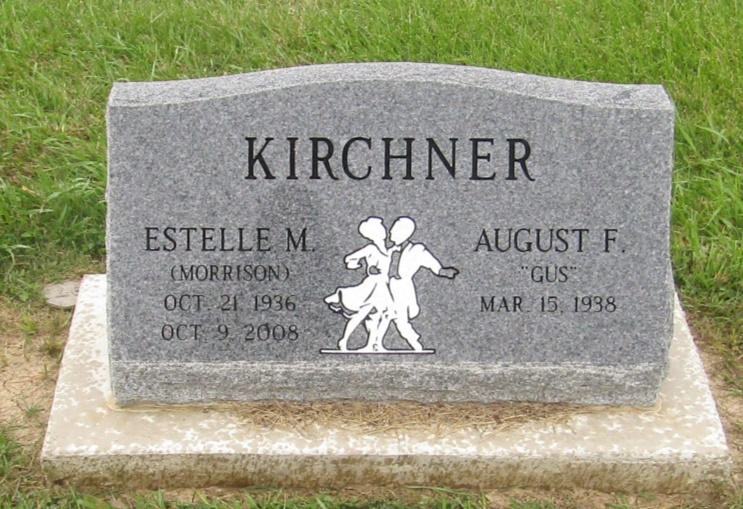 KIRCHNER
ESTELLE M.
(MORRISON)
OCT. 21, 1936
OCT. 9, 2008
AUGUST F.
"GUS"
MAR. 15, 1938